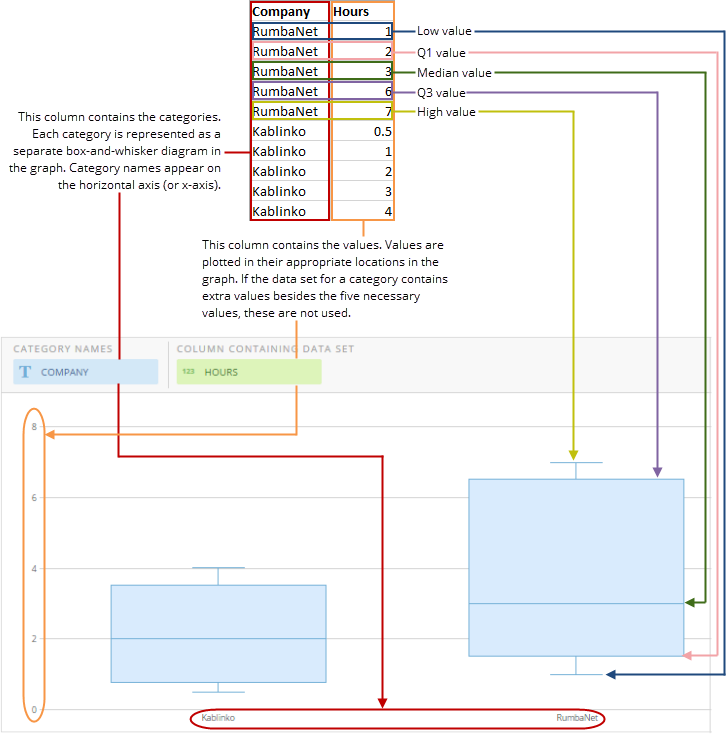 Company Hours
RumbaNet 1 Low value
RumbaNet 2 Q1 value
RumbaNet 3 Median value
RumbaNet 6 Q3 value
RumbaNet 7 High value
Kablinko 0.5
Kablinko 1
Kablinko 2
Kablinko 3
Kablinko 4
This column contains the categories.
Each category is represented as a
separate box-and-whisker diagram in
the graph. Category names appear on
the horizontal axis (or x-axis).
This column contains the values. Values are
plotted in their appropriate locations in the
graph. If the data set for a category contains
extra values besides the five necessary
values, these are not used.
CATEGORY NAMES COLUMN CONTAINING DATA SET
T COMPANY 123 HOURS
8
6
4
2
0
Kablinko RumbaNet